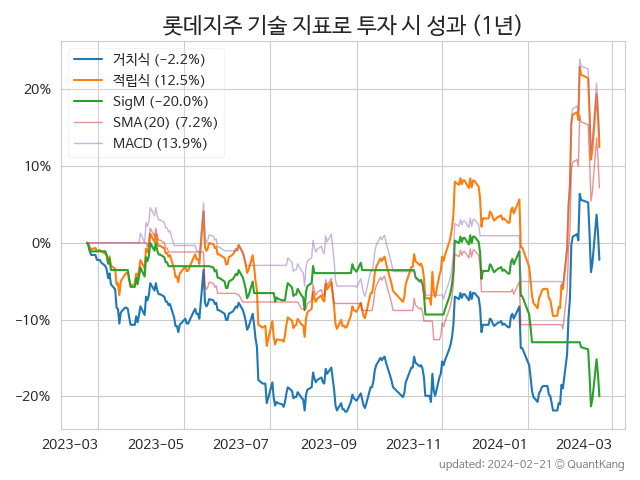 롯데지주 기술 지표로 투자 시 성과 (1년)
거치식 (−2.2%)
적립식 (12.5%)
SigM (−20.0%)
SMA(20) (7.2%)
MACD (13.9%)
20%
10%
0%
−10%
−20%
2023-03 2023-05 2023-07 2023-09 2023-11 2024-01 2024-03
updated: 2024-02-21 © QuantKang